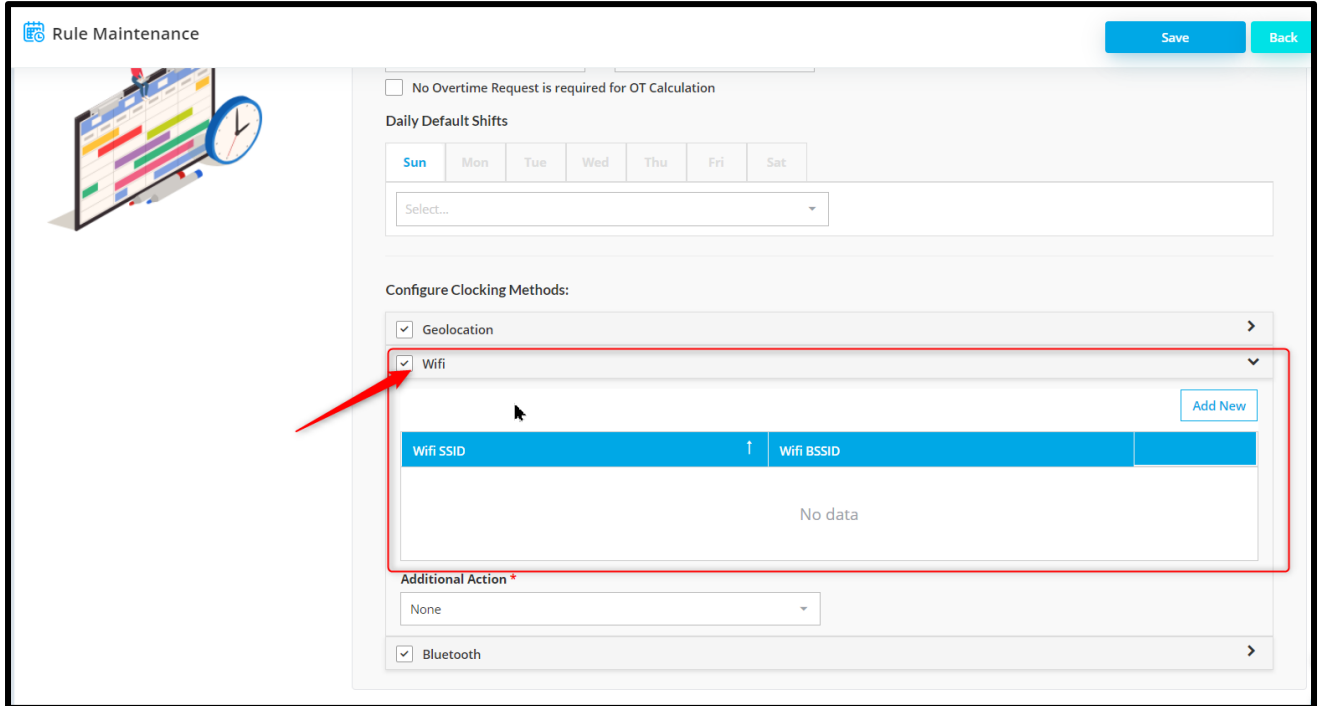 Rule Maintenance
Save
Back
No Overtime Request is required for OT Calculation
Daily Default Shifts
Sun Mon Tue Wed Thu Fri Sat
Select...
Configure Clocking Methods:
Geolocation
Wifi
Add New
Wifi SSID
Wifi BSSID
No data
Additional Action *
None
Bluetooth